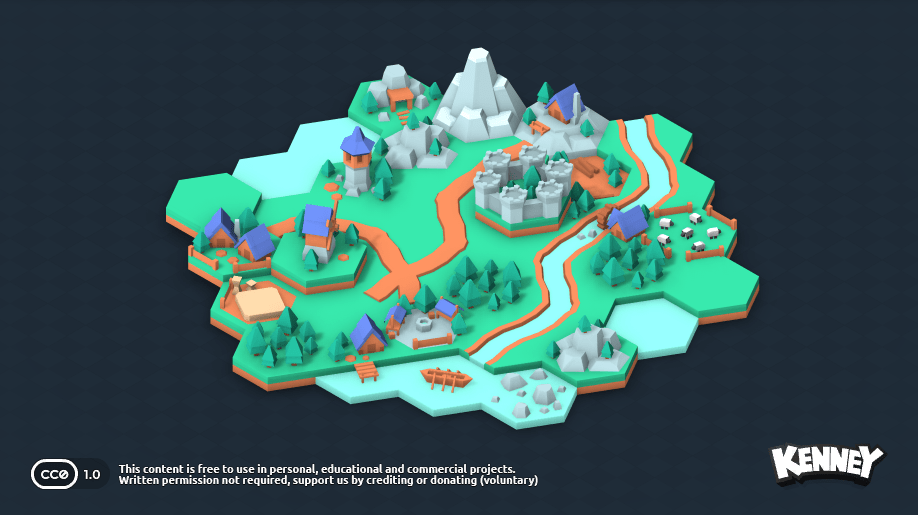 CC0 1.0
This content is free to use in personal, educational and commercial projects.
Written permission not required, support us by crediting or donating (voluntary)
KENNEY